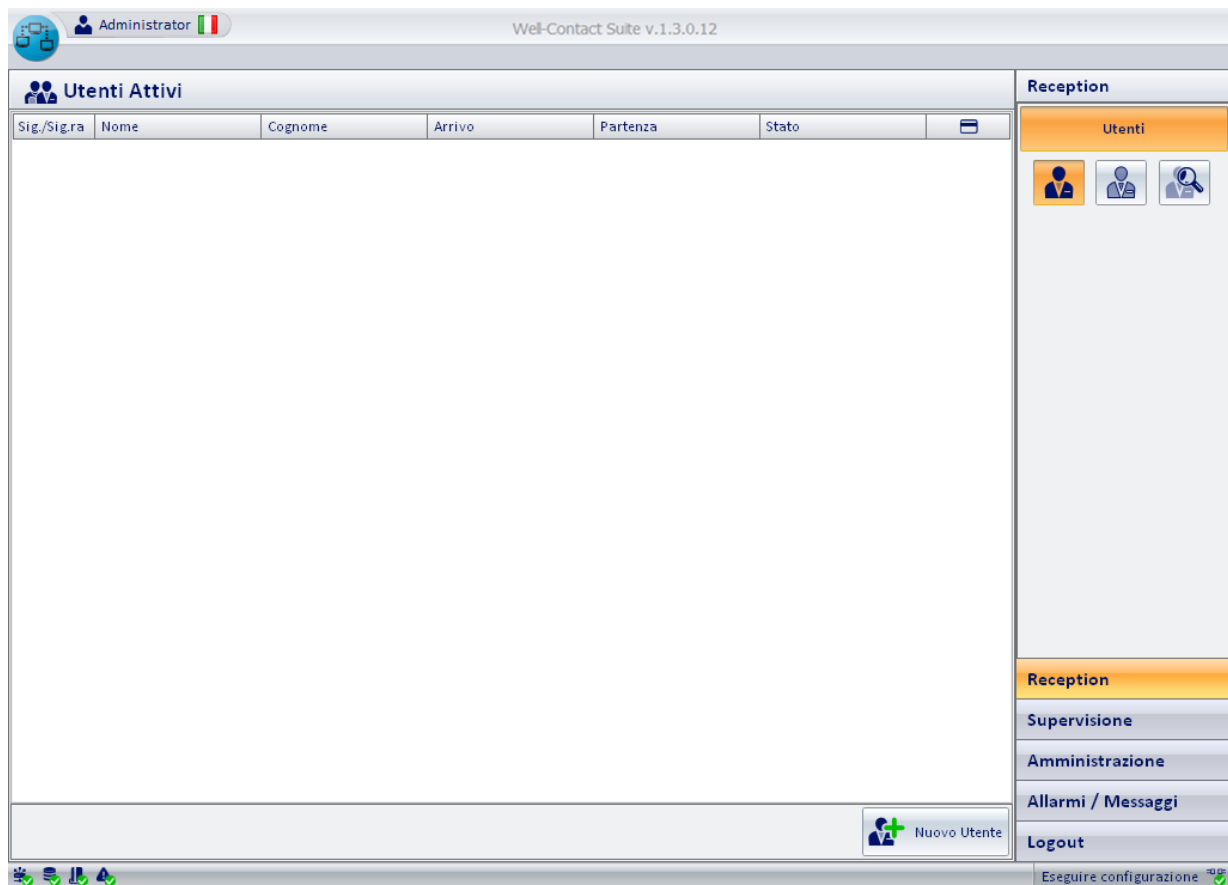 Administrator
Well-Contact Suite v.1.3.0.12
Utenti Attivi
Sig./Sig.ra Nome Cognome Arrivo Partenza Stato
Reception
Utenti
Reception
Supervisione
Amministrazione
Allarmi / Messaggi
Logout
Nuovo Utente
Eseguire configurazione